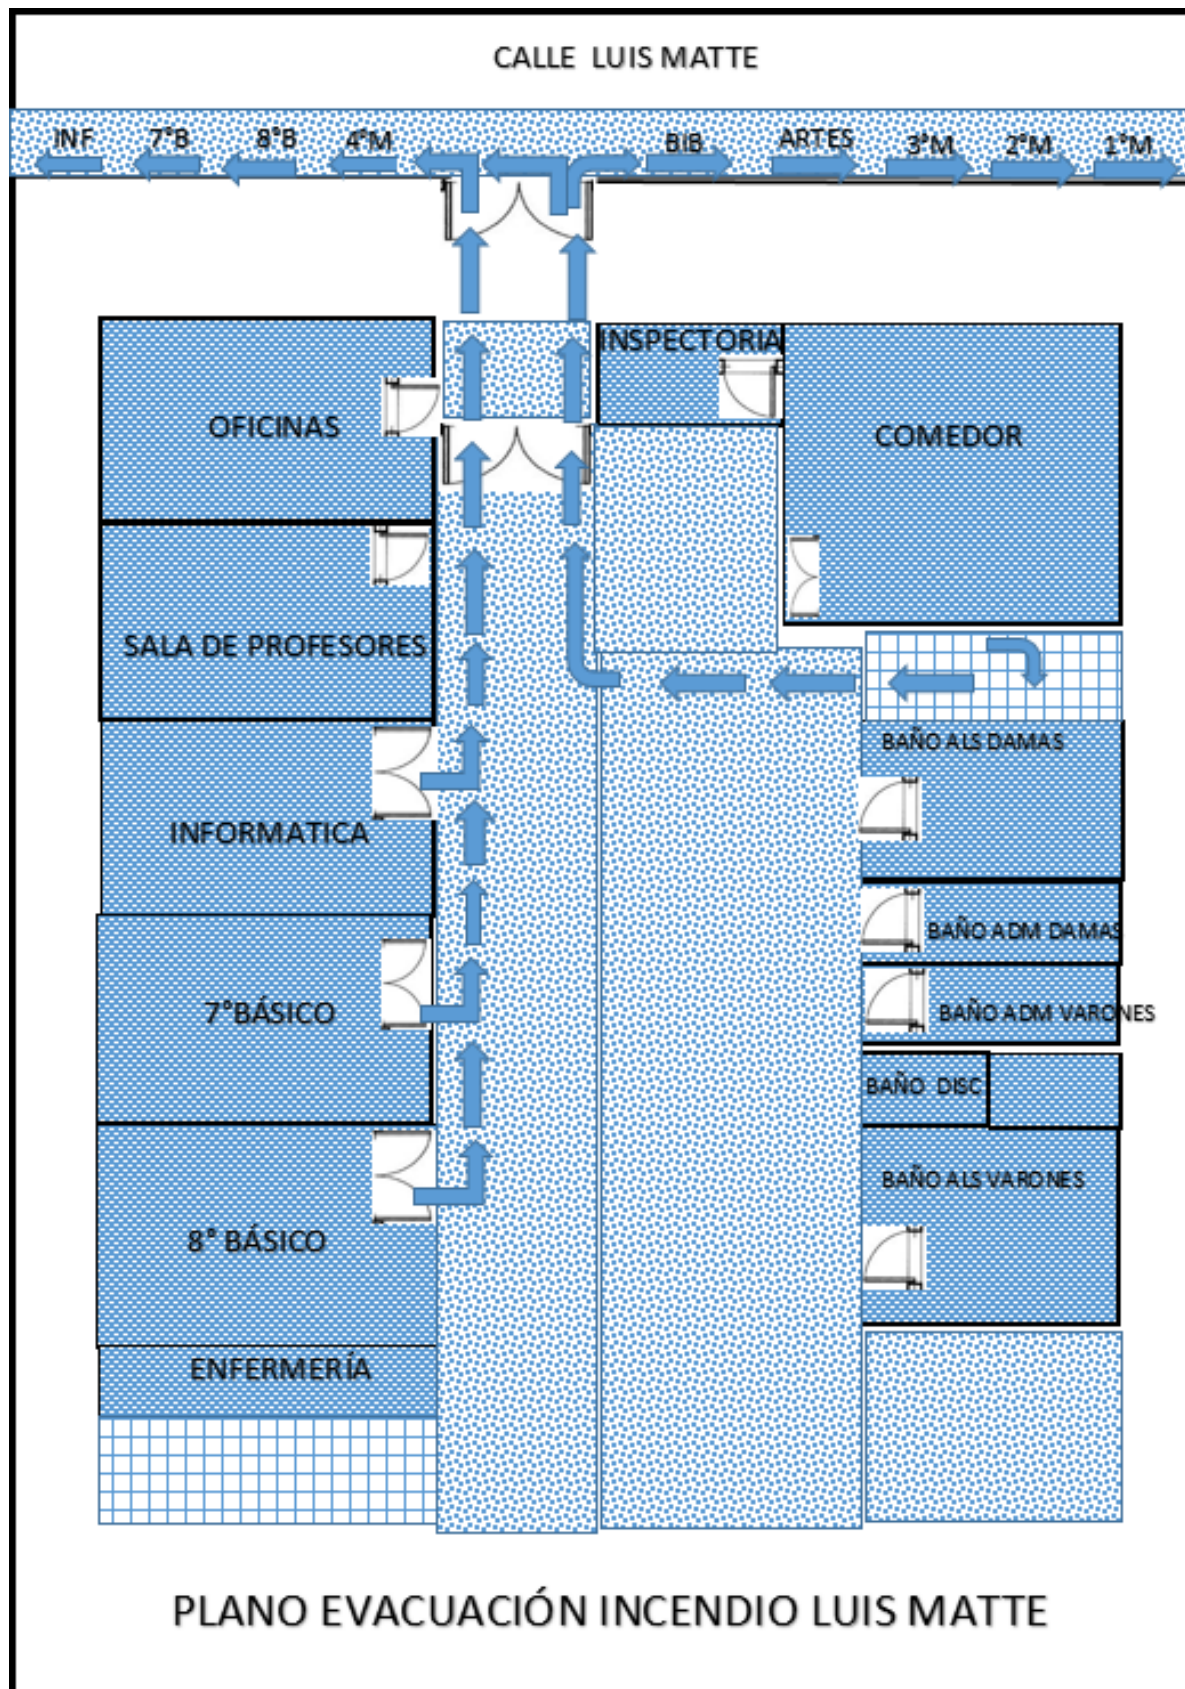 CALLE LUIS MATTE
INF 7°B 8°B 4°M BIB ARTES 3°M 2°M 1°M
INSPECTORIA
OFICINAS
COMEDOR
SALA DE PROFESORES
BAÑO ALS DAMAS
INFORMATICA
BAÑO ADM DAMAS
7°BÁSICO
BAÑO ADM VARONES
BAÑO DISC
BAÑO ALS VARONES
8° BÁSICO
ENFERMERÍA
PLANO EVACUACIÓN INCENDIO LUIS MATTE